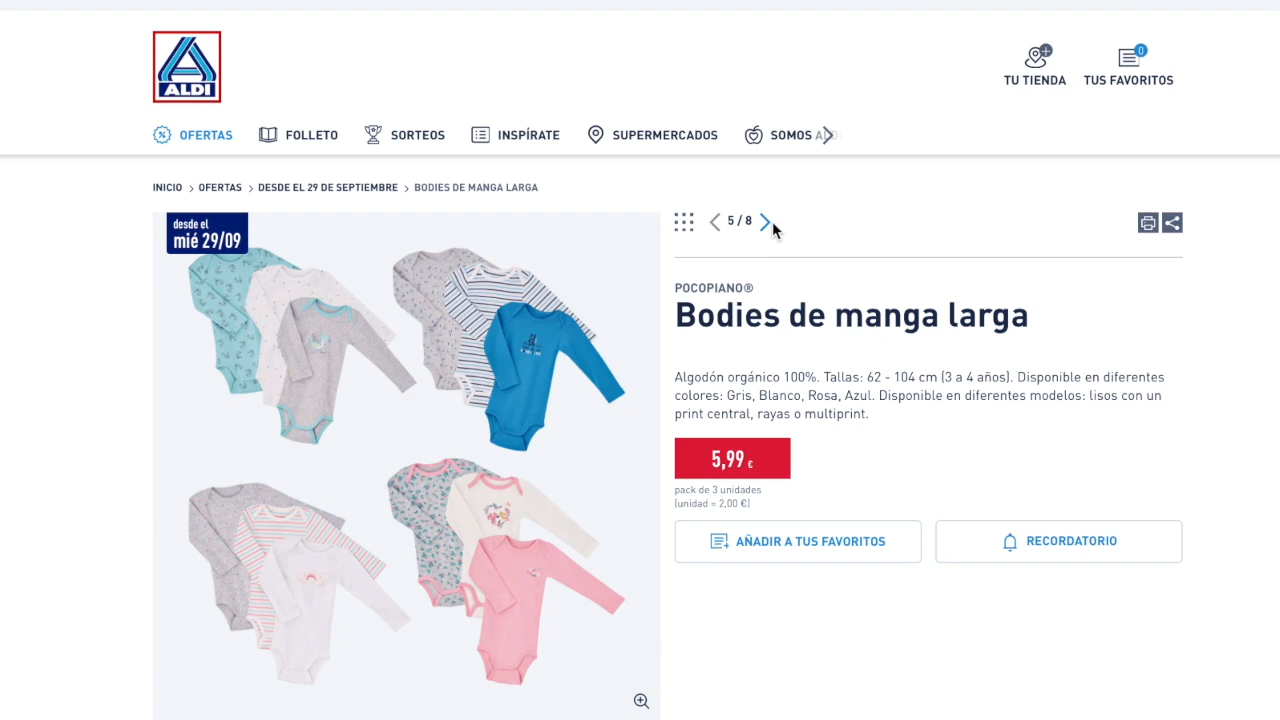 ALDI
TU TIENDA
0
TUS FAVORITOS
OFERTAS
FOLLETO
SORTEOS
INSPÍRATE
SUPERMERCADOS
SOMOS ALDI
INICIO > OFERTAS > DESDE EL 29 DE SEPTIEMBRE > BODIES DE MANGA LARGA
desde el
mié 29/09
5 / 8
POCOPIANO®
Bodies de manga larga
Algodón orgánico 100%. Tallas: 62 - 104 cm (3 a 4 años). Disponible en diferentes
colores: Gris, Blanco, Rosa, Azul. Disponible en diferentes modelos: lisos con un
print central, rayas o multiprint.
5,99 €
pack de 3 unidades
(unidad = 2,00 €)
AÑADIR A TUS FAVORITOS
RECORDATORIO